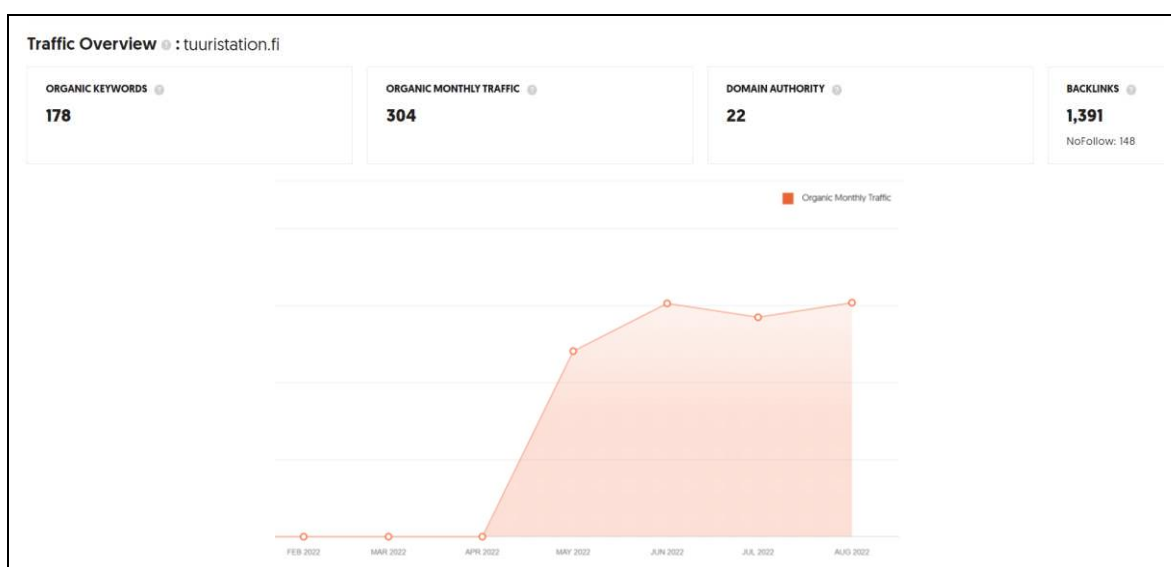 Traffic Overview ? : tuuristation.fi
ORGANIC KEYWORDS ?
178
ORGANIC MONTHLY TRAFFIC ?
304
DOMAIN AUTHORITY ?
22
BACKLINKS ?
1,391
NoFollow: 148
Organic Monthly Traffic
FEB 2022 MAR 2022 APR 2022 MAY 2022 JUN 2022 JUL 2022 AUG 2022